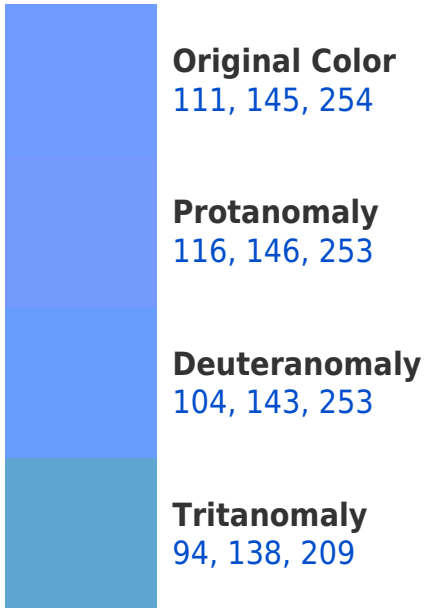 Original Color
111, 145, 254
Protanomaly
116, 146, 253
Deuteranomaly
104, 143, 253
Tritanomaly
94, 138, 209